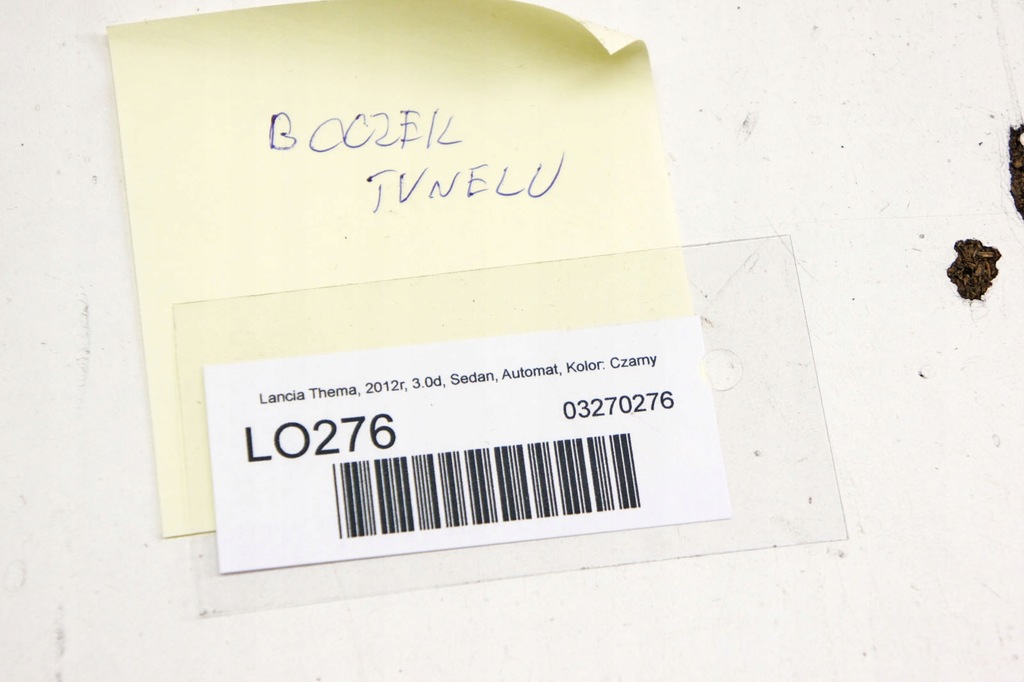 BOCZEK
TUNELU
Lancia Thema, 2012r, 3.0d, Sedan, Automat, Kolor: Czarny
LO276
03270276